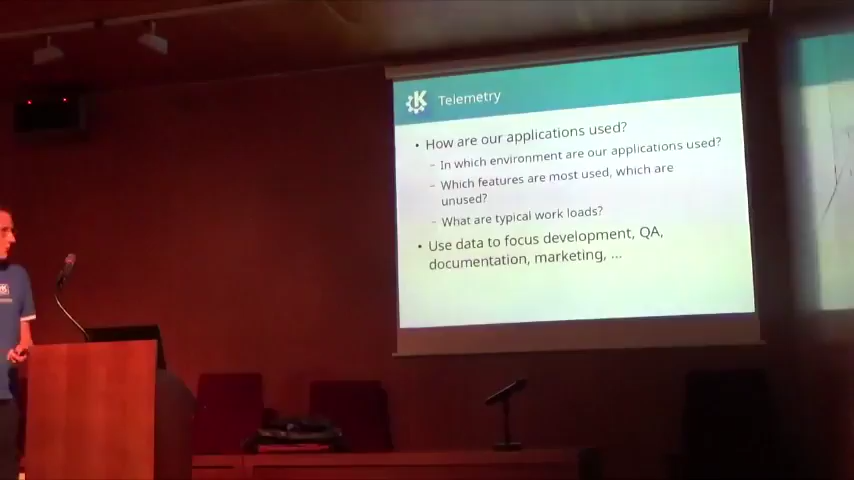 Telemetry
• How are our applications used?
– In which environment are our applications used?
– Which features are most used, which are
unused?
– What are typical work loads?
• Use data to focus development, QA,
documentation, marketing, ...